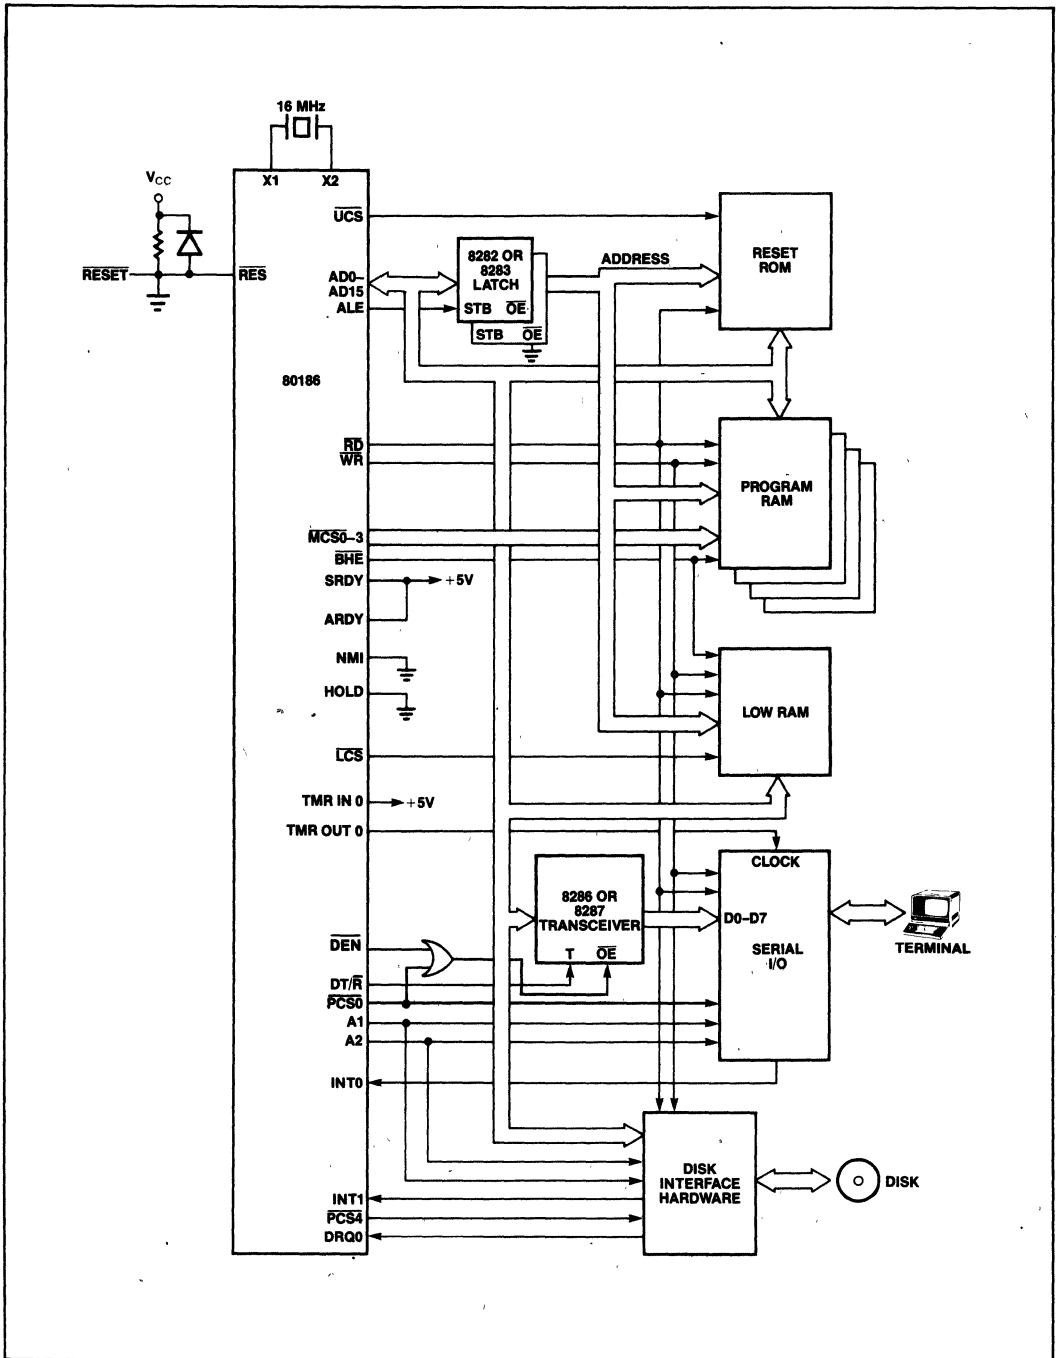 16 MHz
X1 X2
VCC
RESET
RES
80186
UCS
AD0–
AD15
ALE
RD
WR
MCS0–3
BHE
SRDY
+5V
ARDY
NMI
HOLD
LCS
TMR IN 0
+5V
TMR OUT 0
DEN
DT/R
PCS0
A1
A2
INT0
INT1
PCS4
DRQ0
8282 OR
8283
LATCH
STB OE
STB OE
ADDRESS
RESET
ROM
PROGRAM
RAM
LOW RAM
8286 OR
8287
TRANSCEIVER
T OE
CLOCK
D0–D7
SERIAL
I/O
TERMINAL
DISK
INTERFACE
HARDWARE
DISK